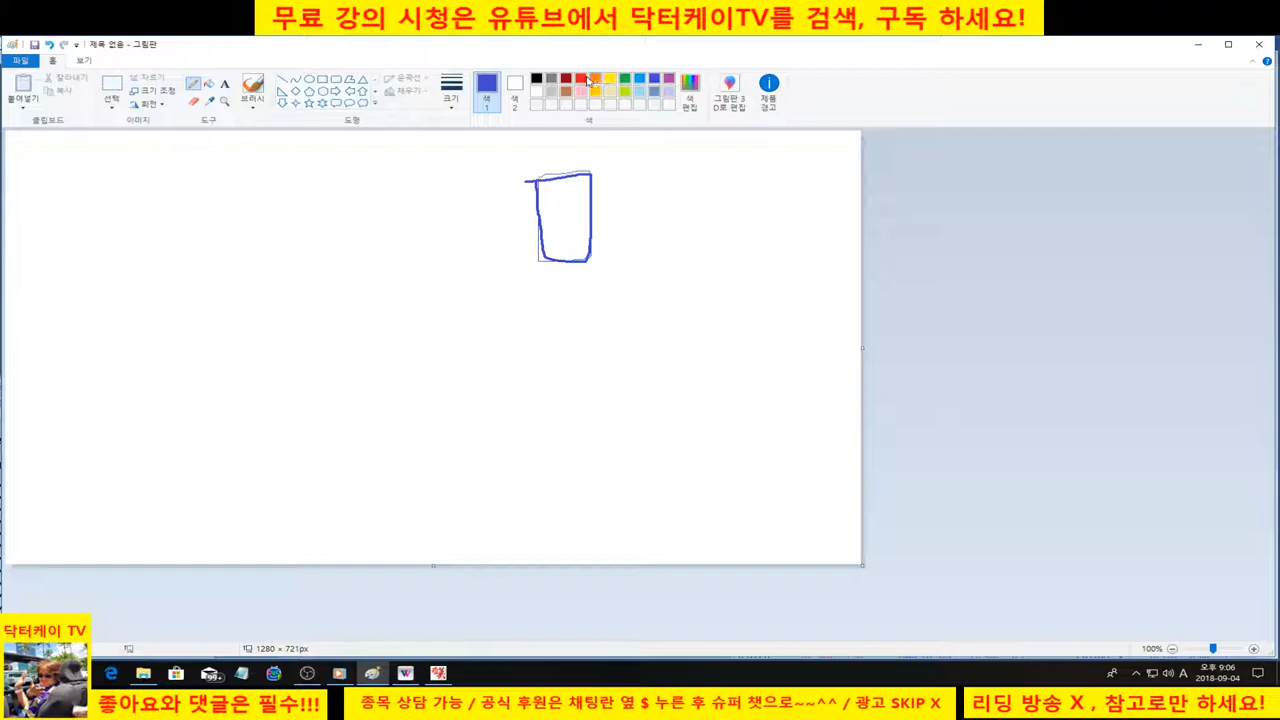 무료 강의 시청은 유튜브에서 닥터케이TV를 검색, 구독 하세요!
제목 없음 - 그림판
파일 홈 보기
붙여넣기
잘라내기
복사
클립보드
선택
자르기
크기 조정
회전
이미지
도구
브러시
윤곽선
채우기
도형
크기
색 1
색 2
색 편집
색
그림판 3D로 편집
제품 경고
1280 × 721px
100%
닥터케이 TV
99+
A
오후 9:06
2018-09-04
좋아요와 댓글은 필수!!!
종목 상담 가능 / 공식 후원은 채팅란 옆 $ 누른 후 슈퍼 챗으로~~^^ / 광고 SKIP X
리딩 방송 X , 참고로만 하세요!